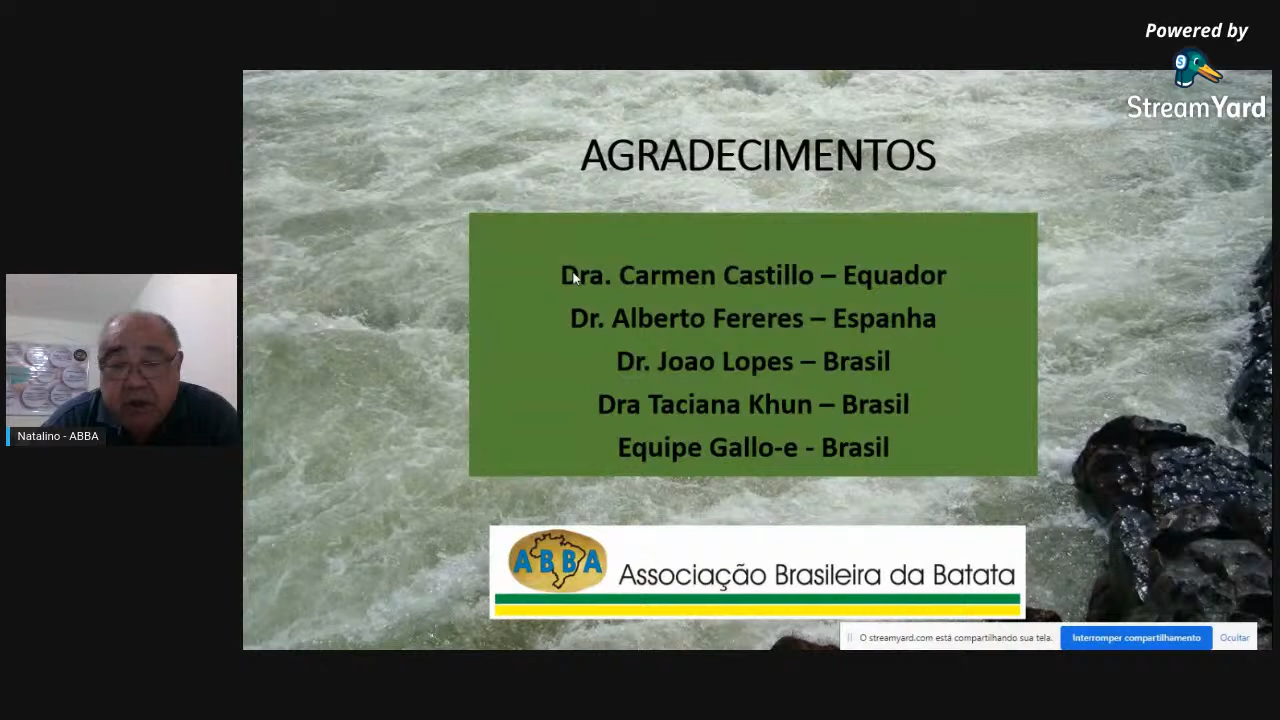 Powered by
StreamYard
AGRADECIMENTOS
Dra. Carmen Castillo – Equador
Dr. Alberto Fereres – Espanha
Dr. Joao Lopes – Brasil
Dra Taciana Khun – Brasil
Equipe Gallo-e - Brasil
Natalino - ABBA
ABBA
Associação Brasileira da Batata
O streamyard.com está compartilhando sua tela.
Interromper compartilhamento
Ocultar